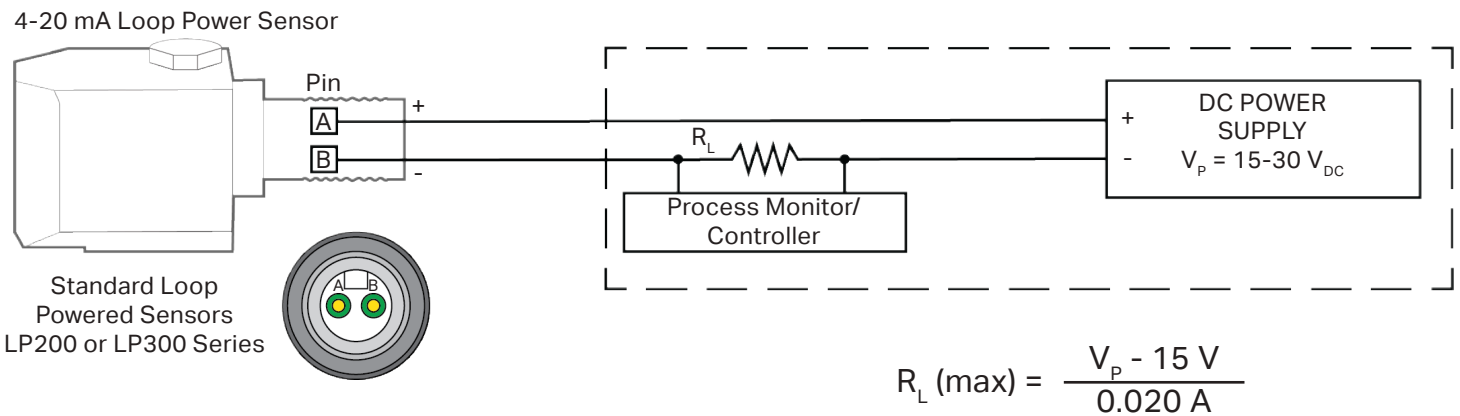 4-20 mA Loop Power Sensor
Pin
A
+
B
-
R_L
Process Monitor/
Controller
+
-
DC POWER
SUPPLY
V_P = 15-30 V_DC
A B
Standard Loop
Powered Sensors
LP200 or LP300 Series
R_L (max) = V_P - 15 V
0.020 A